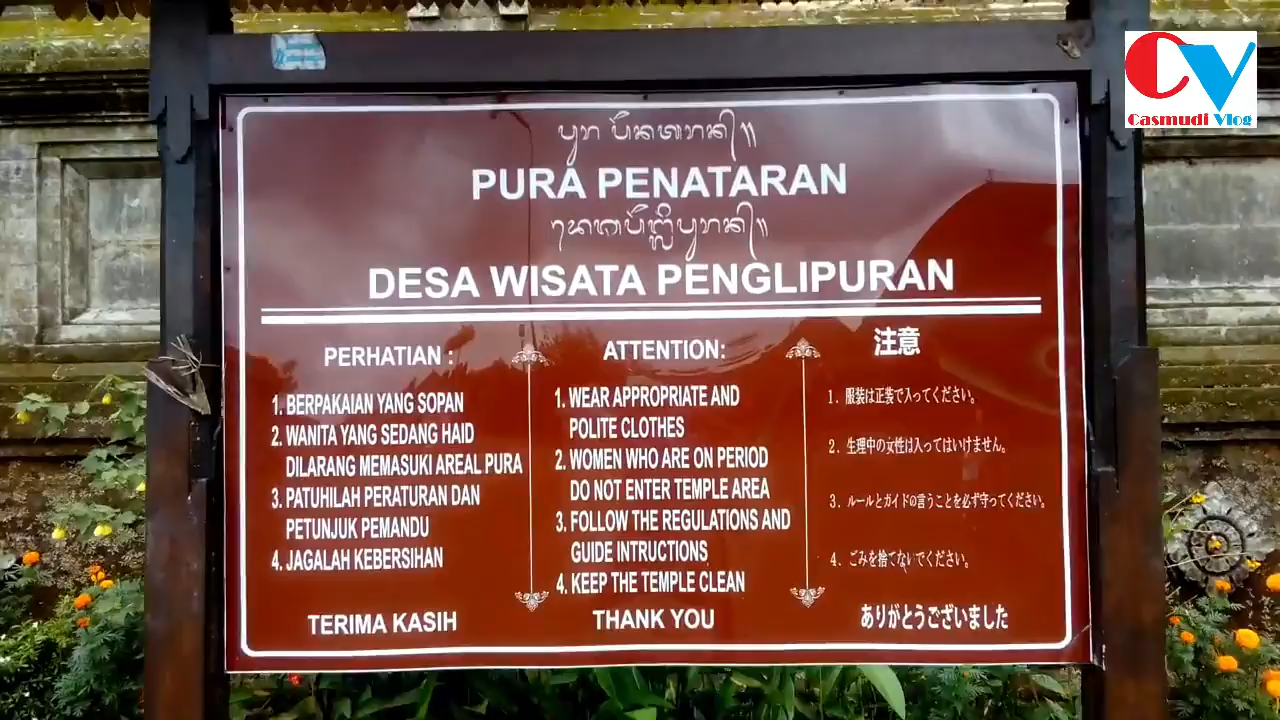 ᬧᬸᬭ ᬧᭂᬦᬢᬭᬦ᭄᭟
PURA PENATARAN
DESA WISATA PENGLIPURAN
PERHATIAN :
1. BERPAKAIAN YANG SOPAN
2. WANITA YANG SEDANG HAID
DILARANG MEMASUKI AREAL PURA
3. PATUHILAH PERATURAN DAN
PETUNJUK PEMANDU
4. JAGALAH KEBERSIHAN
TERIMA KASIH
ATTENTION:
1. WEAR APPROPRIATE AND
POLITE CLOTHES
2. WOMEN WHO ARE ON PERIOD
DO NOT ENTER TEMPLE AREA
3. FOLLOW THE REGULATIONS AND
GUIDE INTRUCTIONS
4. KEEP THE TEMPLE CLEAN
THANK YOU
注意
1. 服装は正装で入ってください。
2. 生理中の女性は入ってはいけません。
3. ルールとガイドの言うことを必ず守ってください。
4. ごみを捨てないでください。
ありがとうございました
CV
Casmudi Vlog